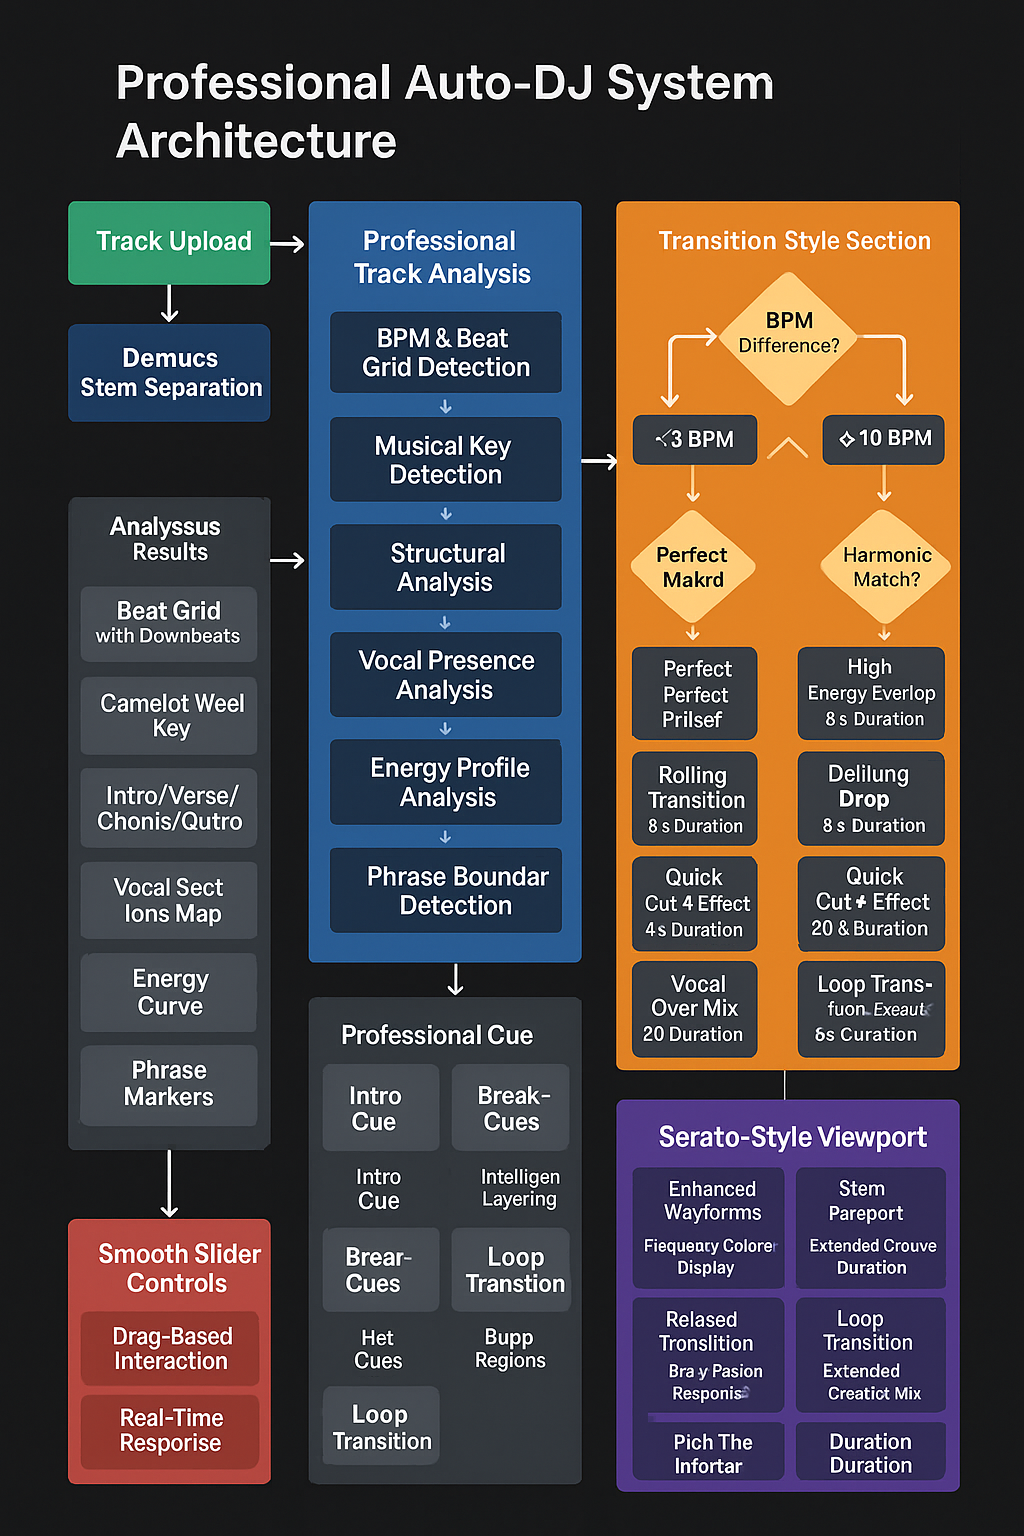 Professional Auto-DJ System
Architecture
Track Upload
Demucs
Stem Separation
Analyssus
Results
Beat Grid
with Downbeats
Camelot Weel
Key
Intro/Verse/
Chonis/Qutro
Vocal Sect
Ions Map
Energy
Curve
Phrase
Markers
Smooth Slider
Controls
Drag-Based
Interaction
Real-Time
Resporise
Professional
Track Analysis
BPM & Beat
Grid Detection
Musical Key
Detection
Structural
Analysis
Vocal Presence
Analysis
Energy Profile
Analysis
Phrase Boundar
Detection
Professional Cue
Intro
Cue
Break-
Cues
Intro
Cue
Intelligen
Layering
Brear-
Cues
Loop
Transtion
Het
Cues
Bupp
Regions
Loop
Transition
Transition Style Section
BPM
Difference?
3 BPM
10 BPM
Perfect
Makrd
Harmonic
Match?
Perfect
Perfect
Prilsef
High
Energy Everlop
8 s Duration
Rolling
Transition
8 s Duration
Delilung
Drop
8 s Duration
Quick
Cut 4 Effect
4s Duration
Quick
Cut + Effect
20 & Buration
Vocal
Over Mix
20 Duration
Loop Trans-
fuon Exeaut
6s Curation
Serato-Style Viewport
Enhanced
Wayforms
Fiequenty Colorer
Display
Stem
Pareport
Extended Crouve
Duration
Relased
Tronslition
Bra y Pasion
Responis
Loop
Transition
Extended
Creatict Mix
Pich The
Infortar
Duration
Duration